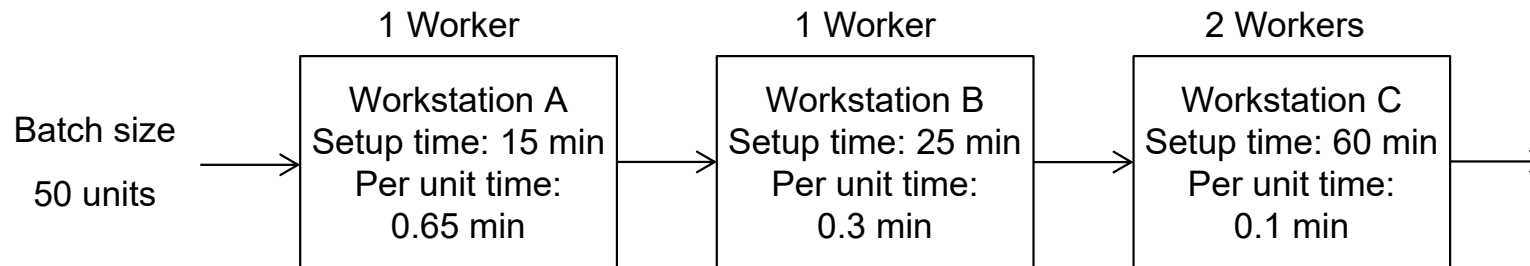 1 Worker
1 Worker
2 Workers
Batch size
50 units
Workstation A
Setup time: 15 min
Per unit time:
0.65 min
Workstation B
Setup time: 25 min
Per unit time:
0.3 min
Workstation C
Setup time: 60 min
Per unit time:
0.1 min